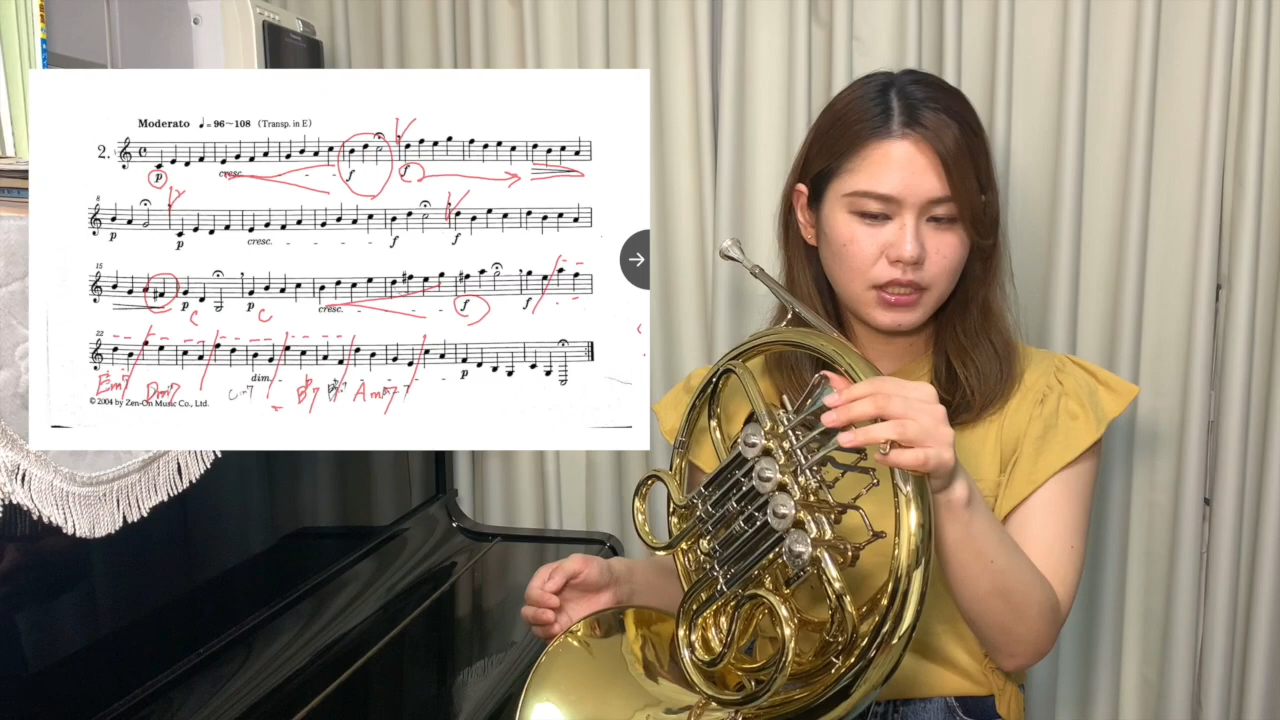 Moderato ♩= 96~108 (Transp. in E)
2.
p cresc. f f
8
p p cresc. f f
15
p p cresc. f f
C C
22
dim. p
Em7 Dm7 B7 Am7
© 2004 by Zen-On Music Co., Ltd.